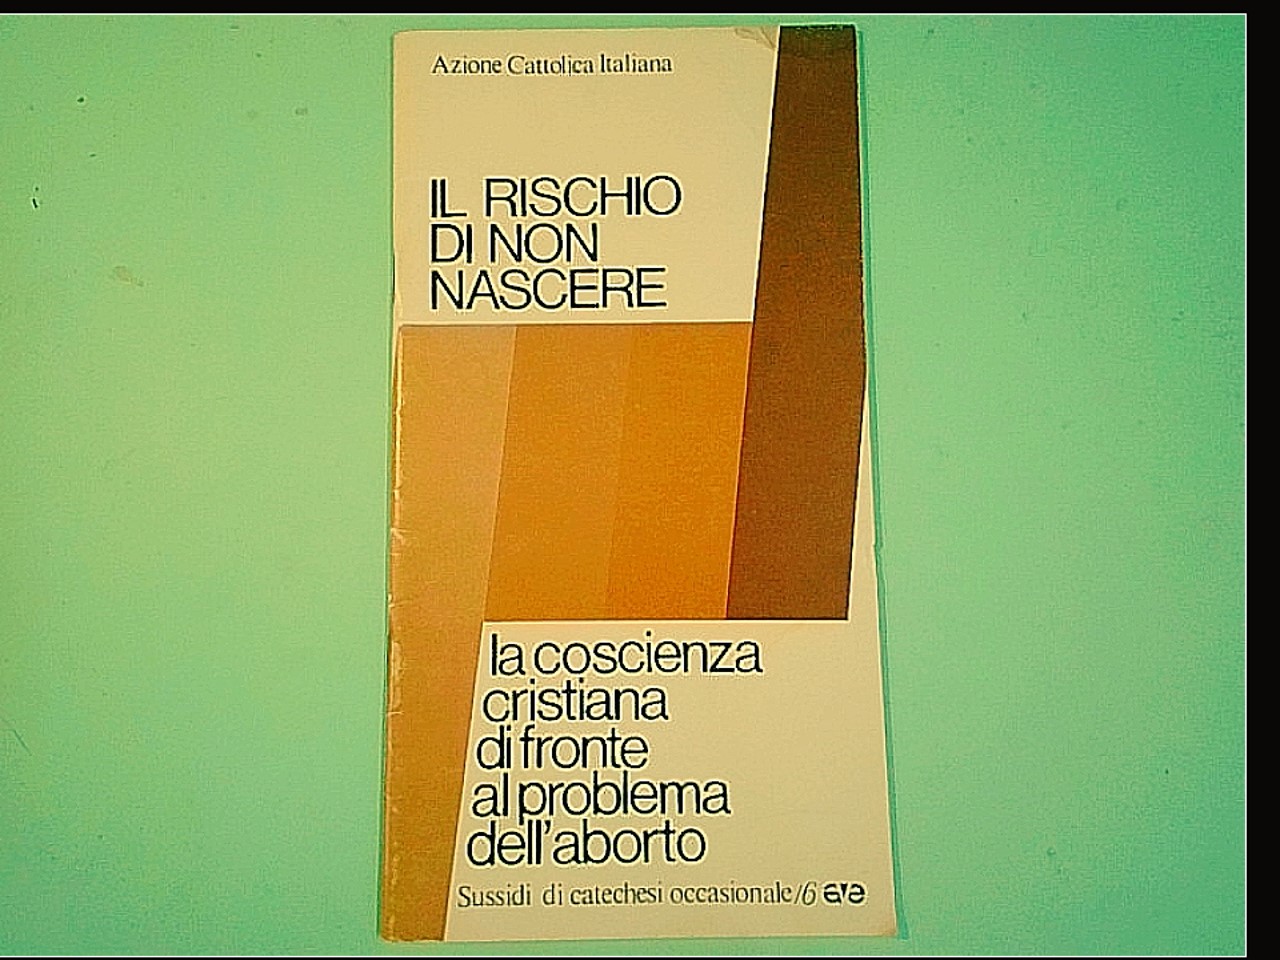 Azione Cattolica Italiana
IL RISCHIO
DI NON
NASCERE
la coscienza
cristiana
di fronte
al problema
dell'aborto
Sussidi di catechesi occasionale/6 ave